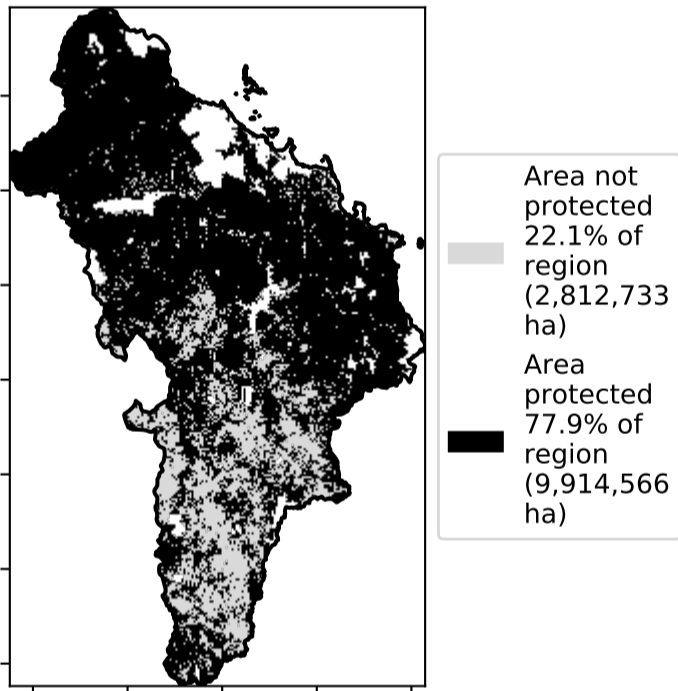 Area not
protected
22.1% of
region
(2,812,733
ha)
Area
protected
77.9% of
region
(9,914,566
ha)